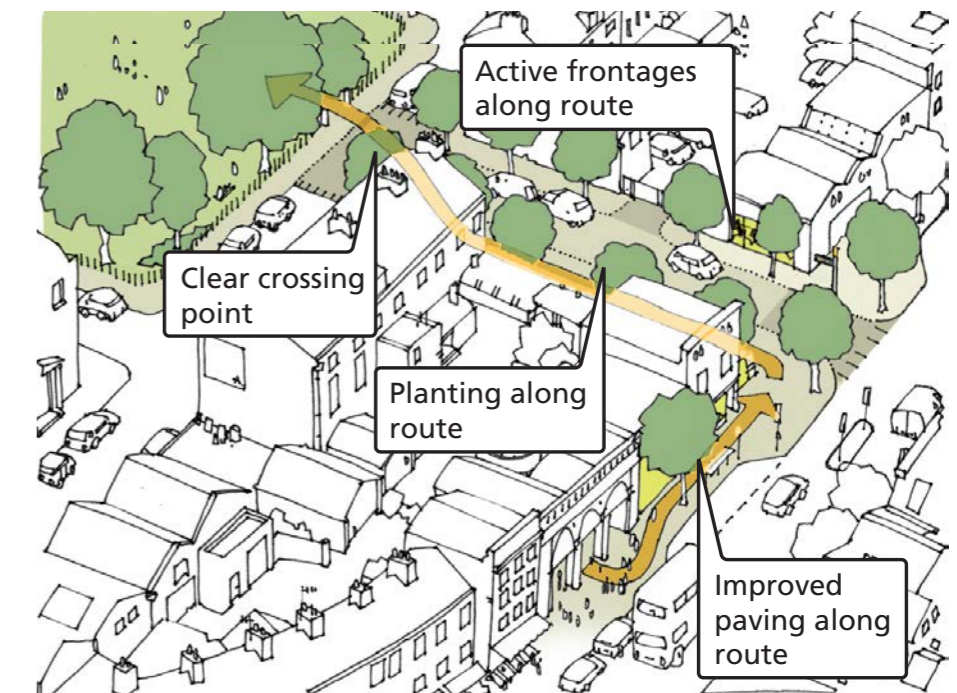 Active frontages
along route
Clear crossing
point
Planting along
route
Improved
paving along
route